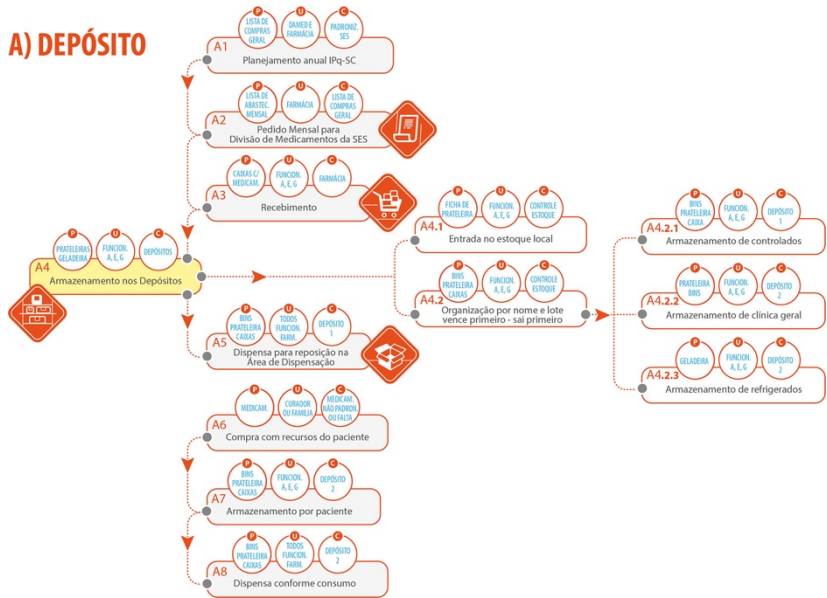 A) DEPÓSITO
P
U
C
LISTA DE
COMPRAS
GERAL
DAMED E
FARMÁCIA
PADRONIZ.
SES
A1
Planejamento anual IPq-SC
P
U
C
LISTA DE
ABASTEC.
MENSAL
FARMÁCIA
LISTA DE
COMPRAS
GERAL
A2
Pedido Mensal para
Divisão de Medicamentos da SES
P
U
C
CAIXAS C/
MEDICAM.
FUNCION.
A, E, G
FARMÁCIA
A3
Recebimento
P
U
C
PRATELEIRAS
GELADEIRA
FUNCION.
A, E, G
DEPÓSITOS
A4
Armazenamento nos Depósitos
P
U
C
FICHA DE
PRATELEIRA
FUNCION.
A, E, G
CONTROLE
ESTOQUE
A4.1
Entrada no estoque local
P
U
C
BINS
PRATELEIRA
CAIXAS
FUNCION.
A, E, G
CONTROLE
ESTOQUE
A4.2
Organização por nome e lote
vence primeiro - sai primeiro
P
U
C
BINS
PRATELEIRA
CAIXA
FUNCION.
A, E, G
DEPÓSITO
1
A4.2.1
Armazenamento de controlados
P
U
C
PRATELEIRA
BINS
FUNCION.
A, E, G
DEPÓSITO
2
A4.2.2
Armazenamento de clínica geral
P
U
C
GELADEIRA
FUNCION.
A, E, G
DEPÓSITO
2
A4.2.3
Armazenamento de refrigerados
P
U
C
BINS
PRATELEIRA
CAIXAS
TODOS
FUNCION.
FARM.
DEPÓSITO
1
A5
Dispensa para reposição na
Área de Dispensação
P
U
C
MEDICAM.
CURADOR
OU FAMILIA
MEDICAM.
NÃO PADRON.
OU FALTA
A6
Compra com recursos do paciente
P
U
C
BINS
PRATELEIRA
CAIXAS
FUNCION.
A, E, G
DEPÓSITO
2
A7
Armazenamento por paciente
P
U
C
BINS
PRATELEIRA
CAIXAS
TODOS
FUNCION.
FARM.
DEPÓSITO
2
A8
Dispensa conforme consumo